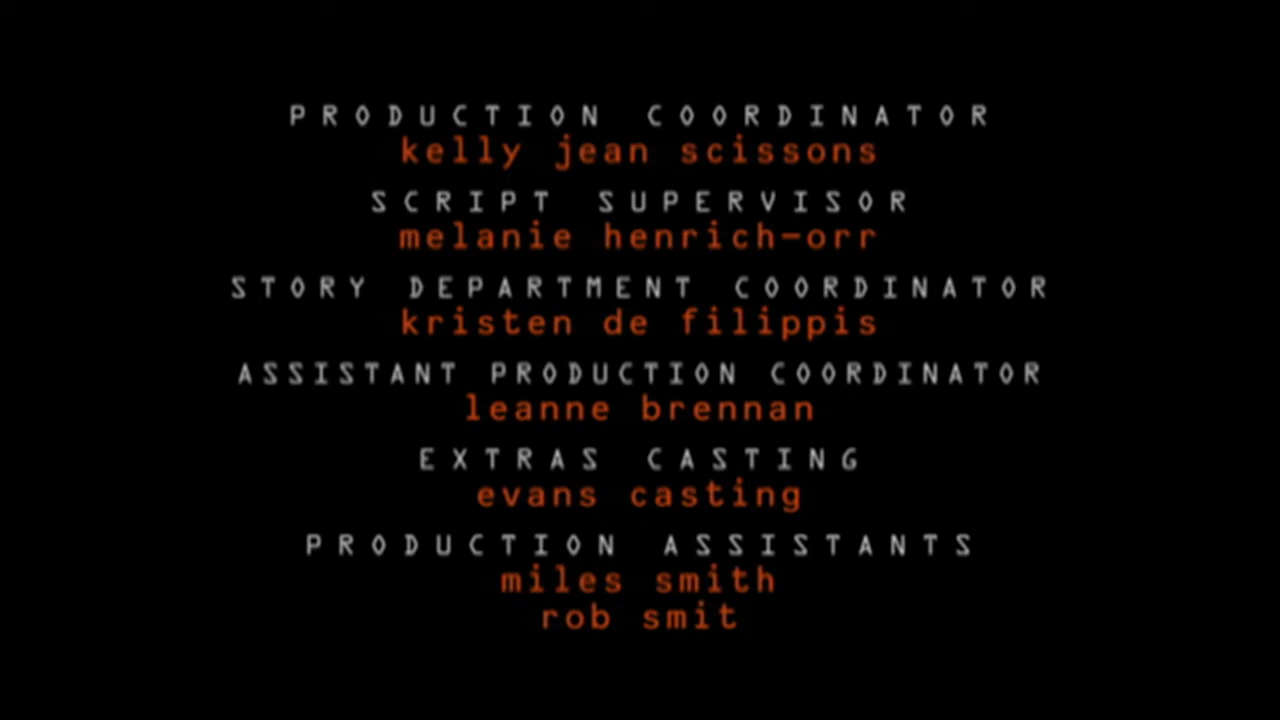 PRODUCTION COORDINATOR
kelly jean scissons
SCRIPT SUPERVISOR
melanie henrich-orr
STORY DEPARTMENT COORDINATOR
kristen de filippis
ASSISTANT PRODUCTION COORDINATOR
leanne brennan
EXTRAS CASTING
evans casting
PRODUCTION ASSISTANTS
miles smith
rob smit